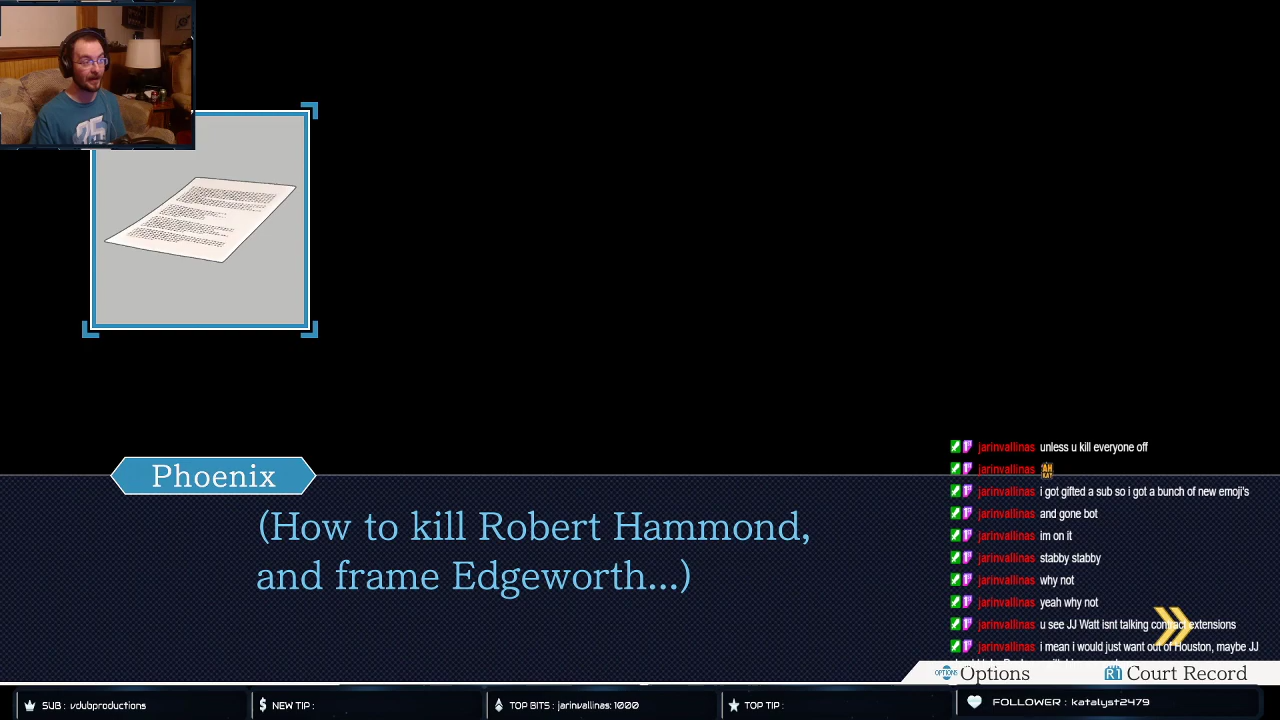 Phoenix
(How to kill Robert Hammond,
and frame Edgeworth...)
jarinvallinas unless u kill everyone off
jarinvallinas
jarinvallinas i got gifted a sub so i got a bunch of new emoji's
jarinvallinas and gone bot
jarinvallinas im on it
jarinvallinas stabby stabby
jarinvallinas why not
jarinvallinas yeah why not
jarinvallinas u see JJ Watt isnt talking contract extensions
jarinvallinas i mean i would just want out of Houston, maybe JJ
OPTIONS Options R1 Court Record
SUB : vdubproductions NEW TIP : TOP BITS : jarinvallinas: 1000 TOP TIP : FOLLOWER : katalyst2479